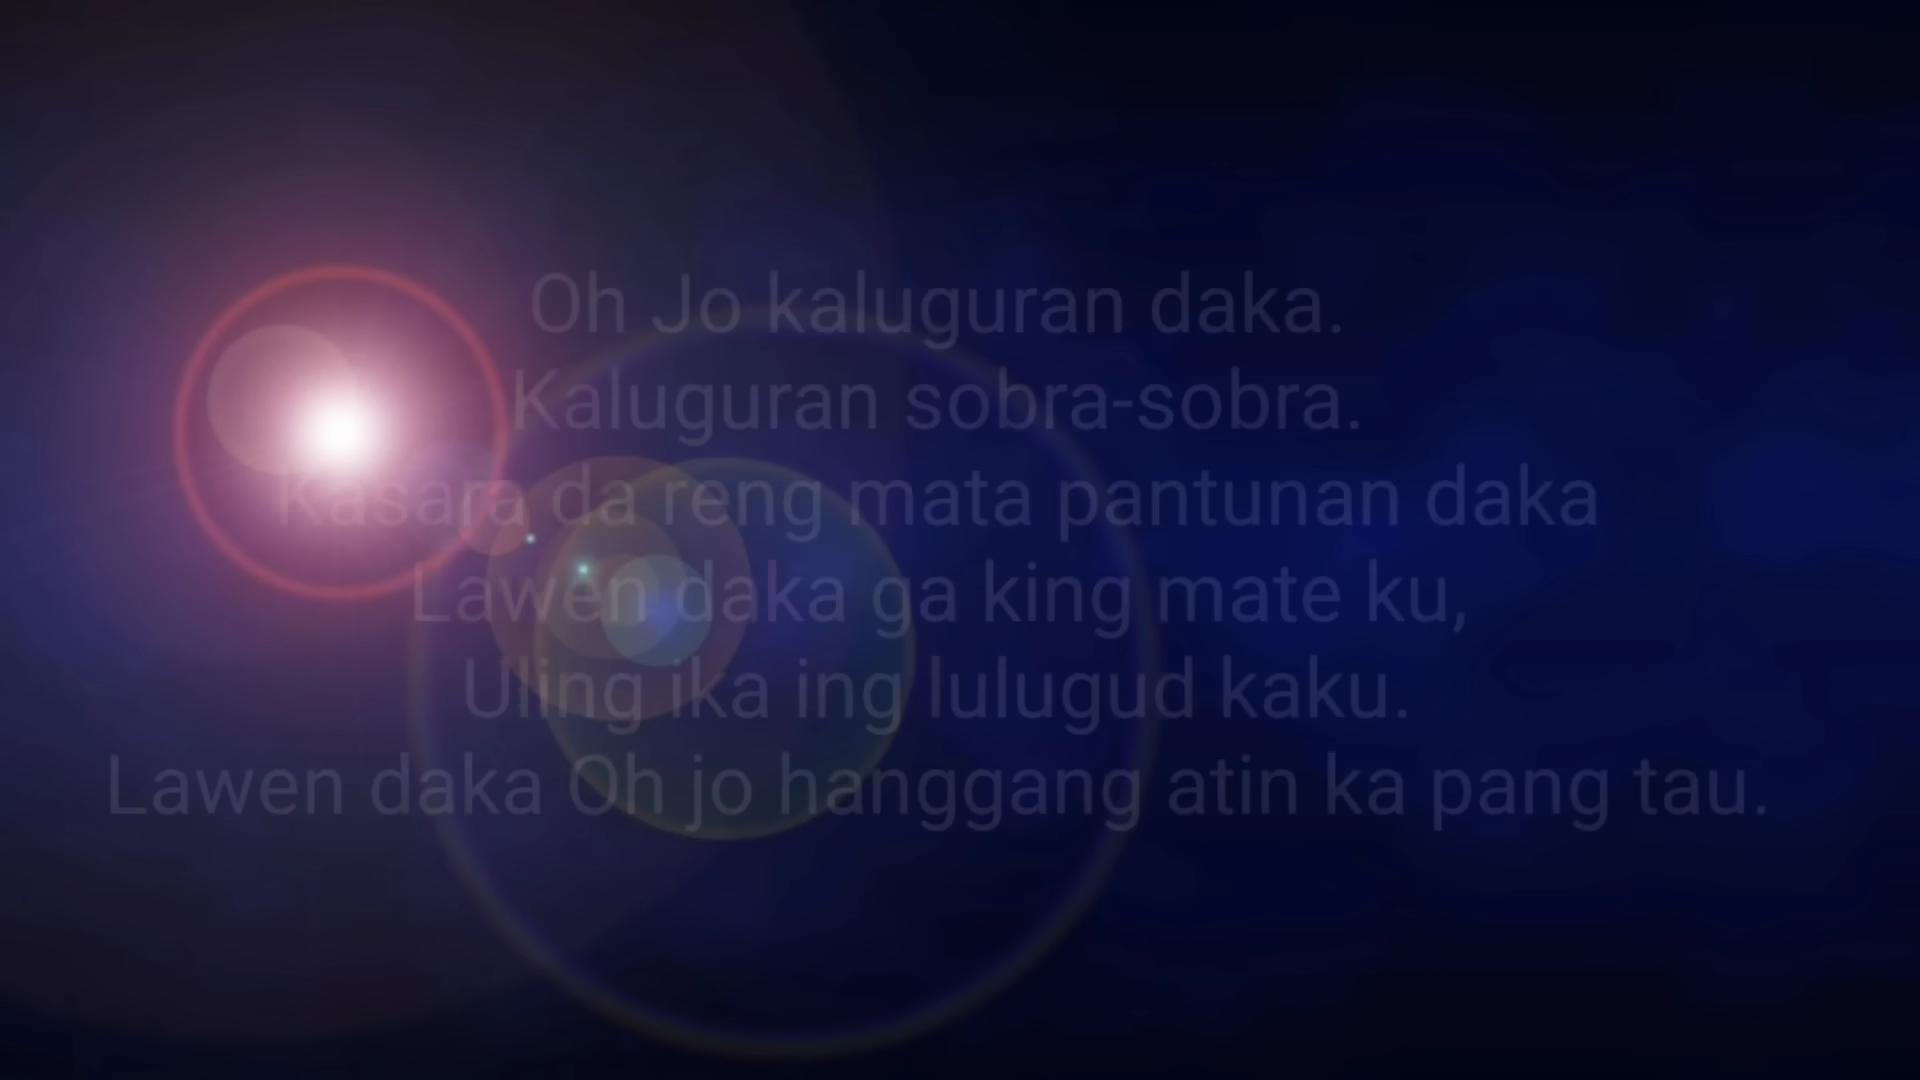 Oh Jo kaluguran daka.
Kaluguran sobra-sobra.
Kasara da reng mata pantunan daka
Lawen daka ga king mate ku,
Uling ika ing lulugud kaku.
Lawen daka Oh jo hanggang atin ka pang tau.